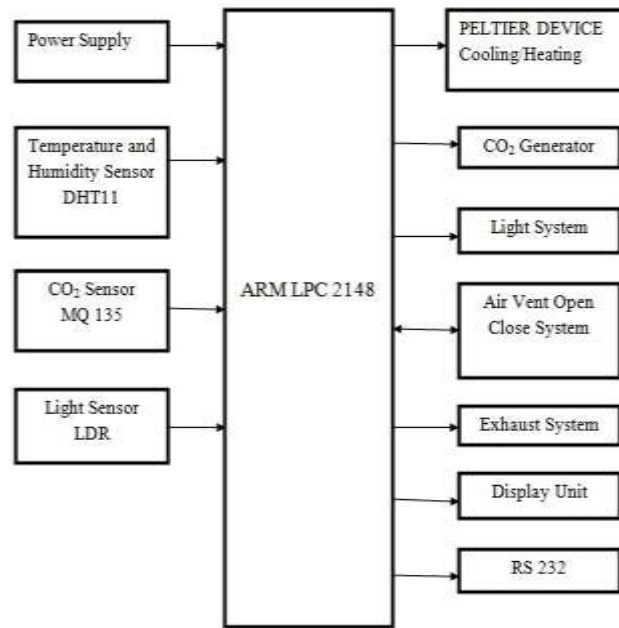 Power Supply
Temperature and
Humidity Sensor
DHT11
CO₂ Sensor
MQ 135
Light Sensor
LDR
ARM LPC 2148
PELTIER DEVICE
Cooling/Heating
CO₂ Generator
Light System
Air Vent Open
Close System
Exhaust System
Display Unit
RS 232